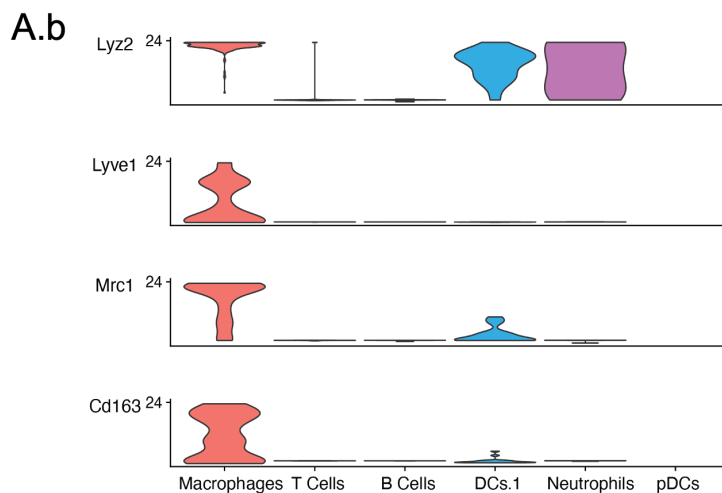 A.b
Lyz2 24
Lyve1 24
Mrc1 24
Cd163 24
Macrophages T Cells B Cells DCs.1 Neutrophils pDCs